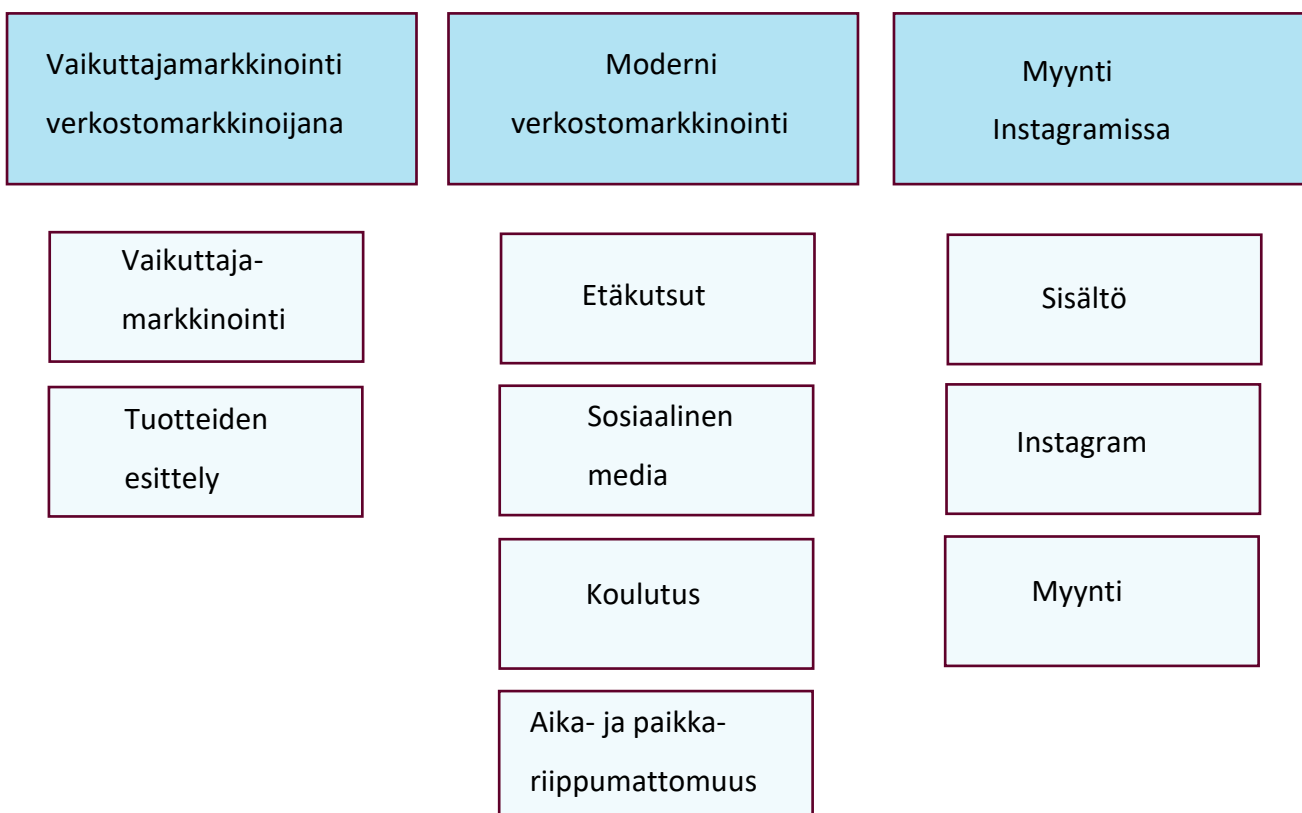 Vaikuttajamarkkinointi
verkostomarkkinoijana
Moderni
verkostomarkkinointi
Myynti
Instagramissa
Vaikuttaja-
markkinointi
Tuotteiden
esittely
Etäkutsut
Sosiaalinen
media
Koulutus
Aika- ja paikka-
riippumattomuus
Sisältö
Instagram
Myynti